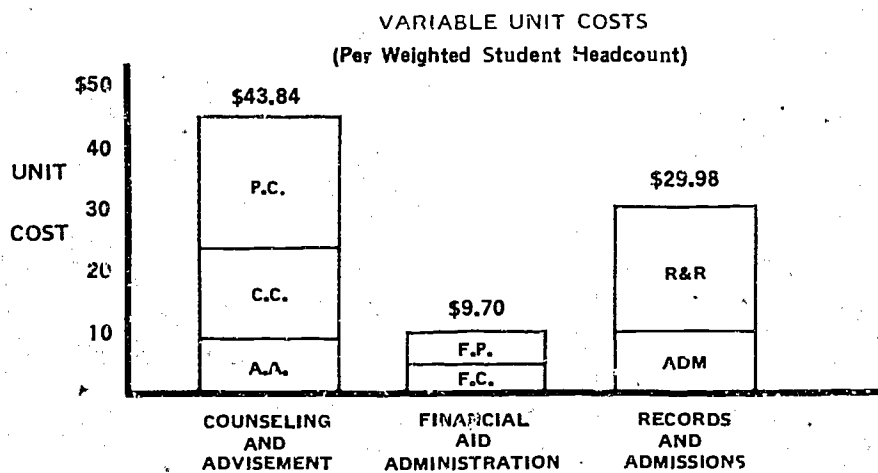 VARIABLE UNIT COSTS
(Per Weighted Student Headcount)
$50
40
30
20
10
UNIT
COST
$43.84
P.C.
C.C.
A.A.
$9.70
F.P.
F.C.
$29.98
R&R
ADM
COUNSELING
AND
ADVISEMENT
FINANCIAL
AID
ADMINISTRATION
RECORDS
AND
ADMISSIONS